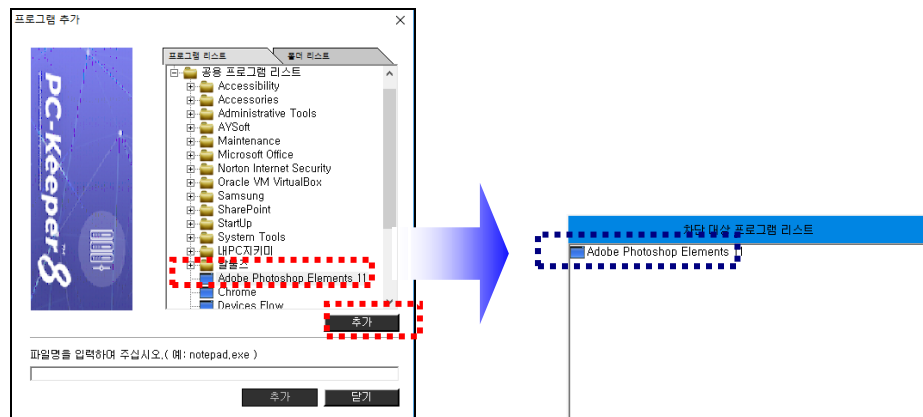 프로그램 추가
PC-Keeper 8
프로그램 리스트
폴더 리스트
공용 프로그램 리스트
Accessibility
Accessories
Administrative Tools
AYSoft
Maintenance
Microsoft Office
Norton Internet Security
Oracle VM VirtualBox
Samsung
SharePoint
StartUp
System Tools
내PC지키미
알툴즈
Adobe Photoshop Elements 11
Chrome
Devices Flow
추가
파일명을 입력하여 주십시오.( 예: notepad.exe )
추가
닫기
차단 대상 프로그램 리스트
Adobe Photoshop Elements 11